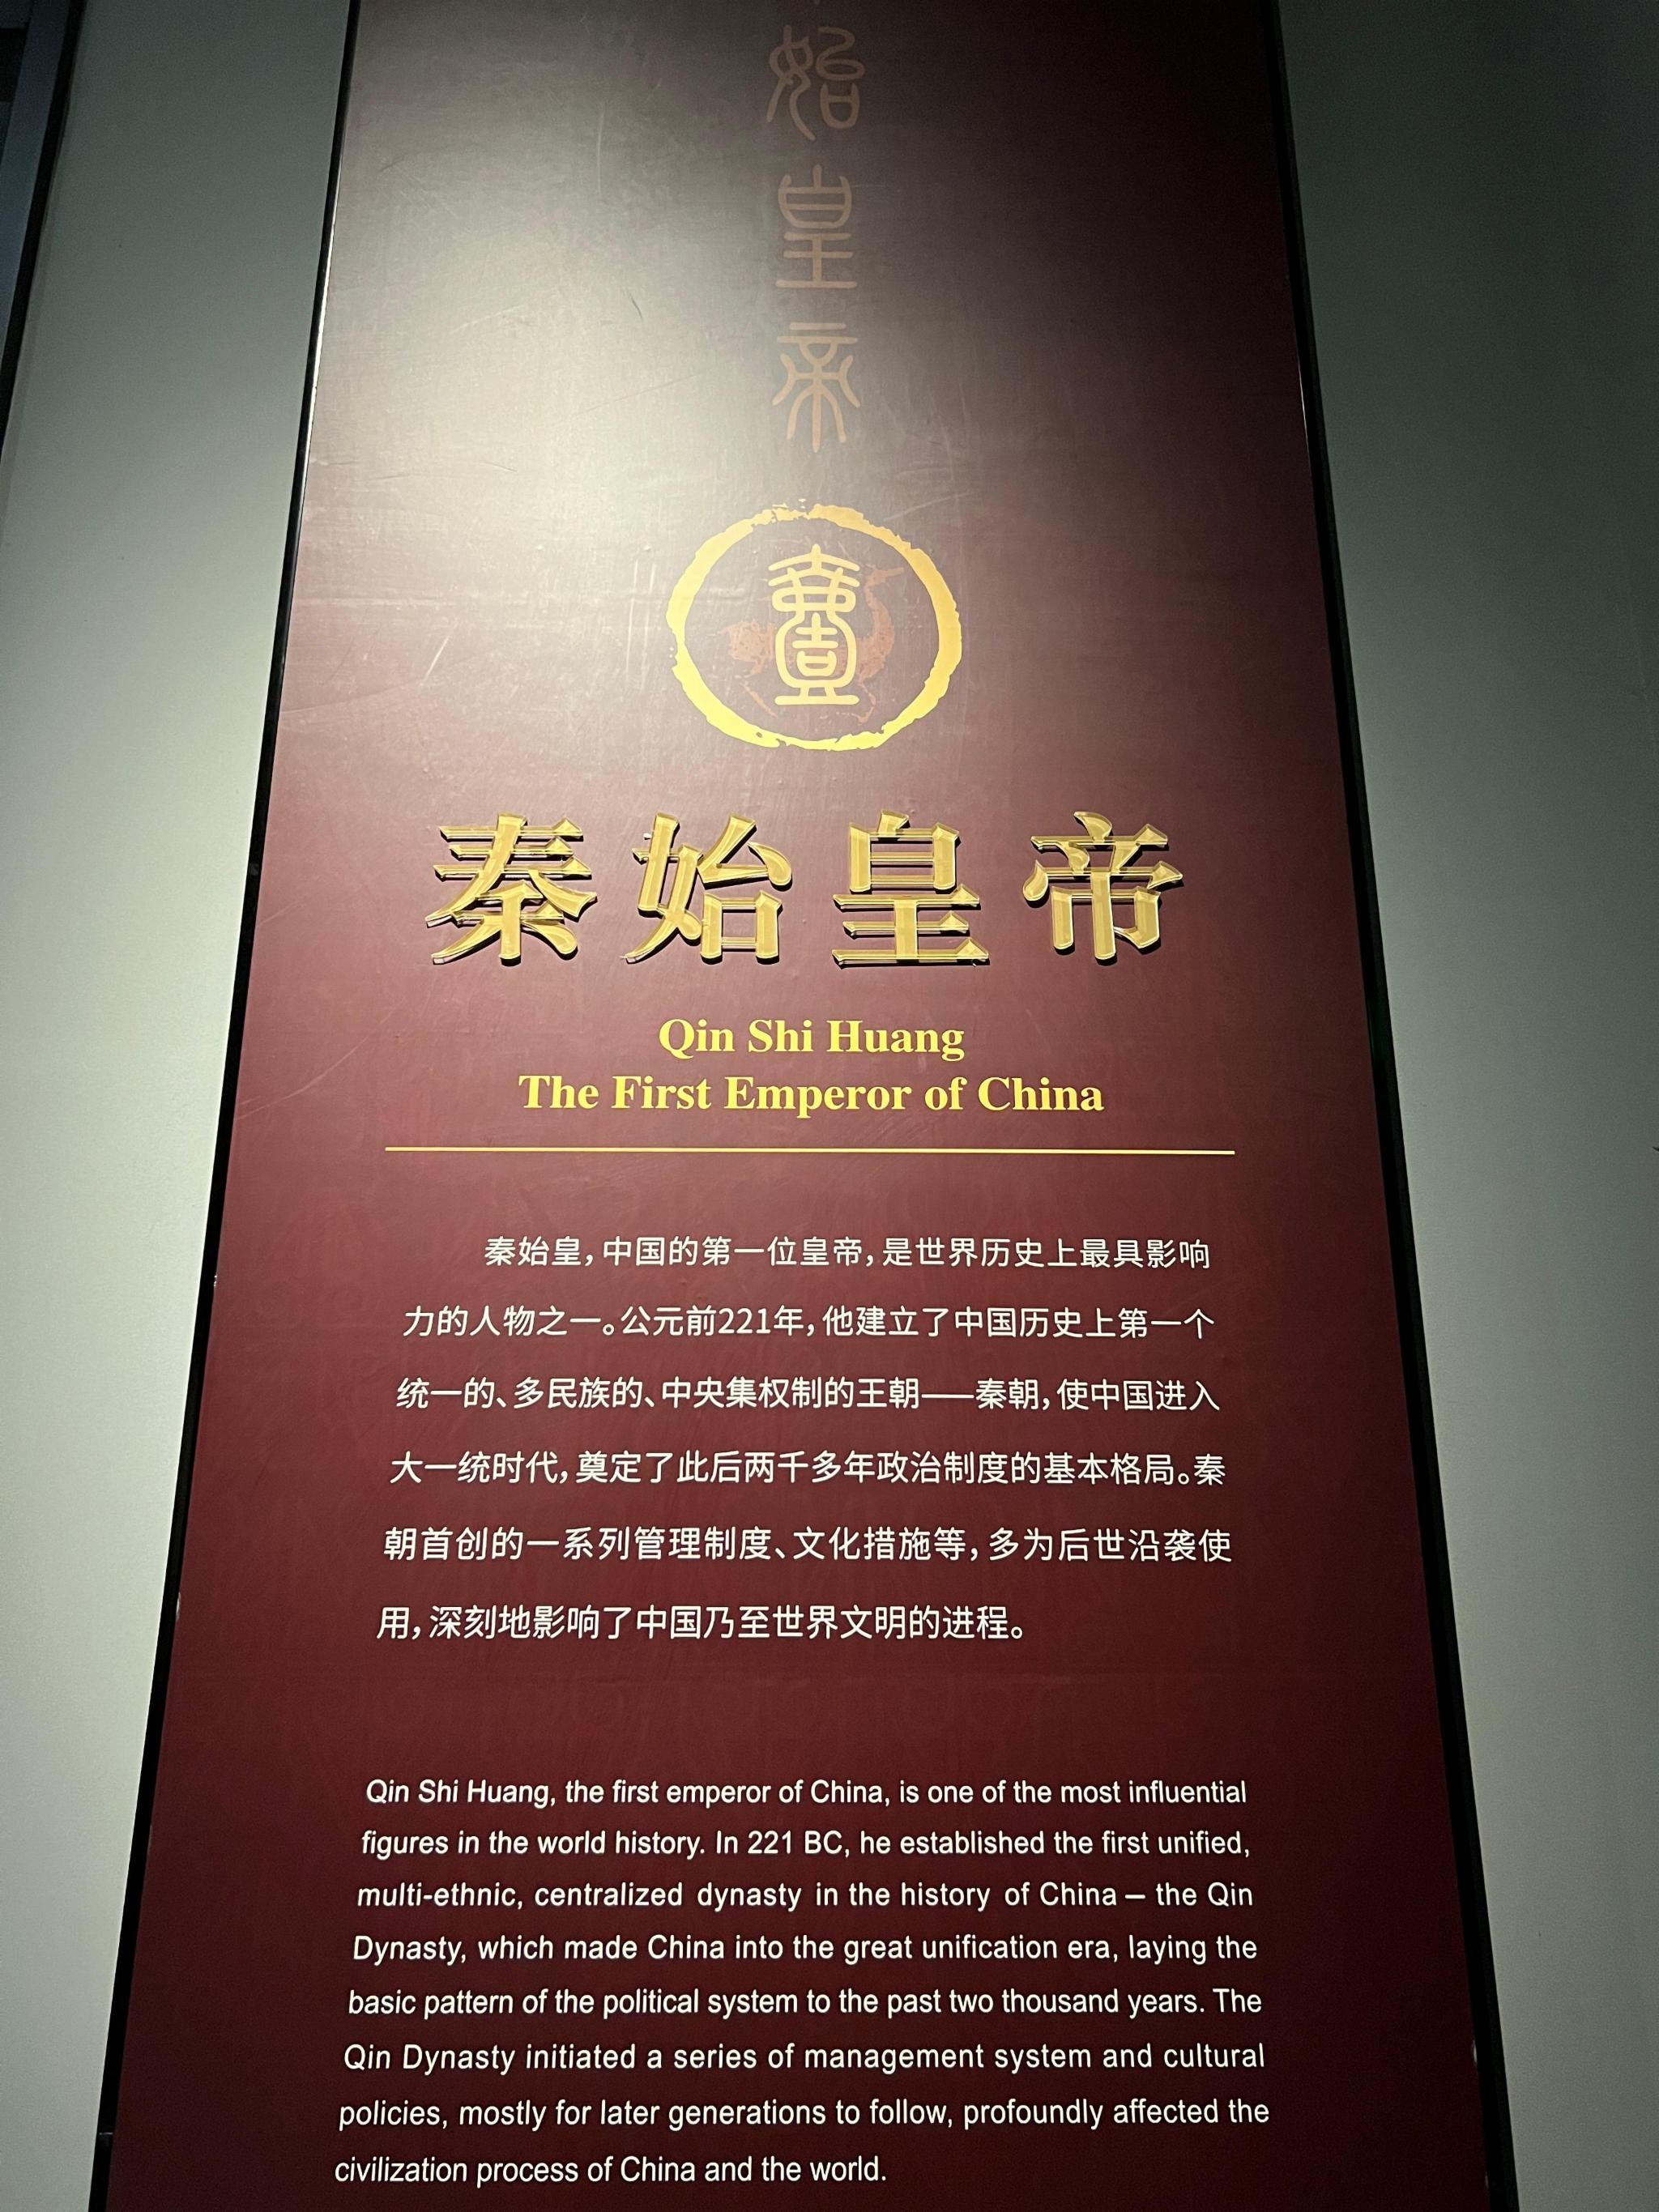 始
皇
帝
壹
秦始皇帝
Qin Shi Huang
The First Emperor of China
秦始皇，中国的第一位皇帝，是世界历史上最具影响
力的人物之一。公元前221年，他建立了中国历史上第一个
统一的、多民族的、中央集权制的王朝——秦朝，使中国进入
大一统时代，奠定了此后两千多年政治制度的基本格局。秦
朝首创的一系列管理制度、文化措施等，多为后世沿袭使
用，深刻地影响了中国乃至世界文明的进程。
Qin Shi Huang, the first emperor of China, is one of the most influential
figures in the world history. In 221 BC, he established the first unified,
multi-ethnic, centralized dynasty in the history of China — the Qin
Dynasty, which made China into the great unification era, laying the
basic pattern of the political system to the past two thousand years. The
Qin Dynasty initiated a series of management system and cultural
policies, mostly for later generations to follow, profoundly affected the
civilization process of China and the world.